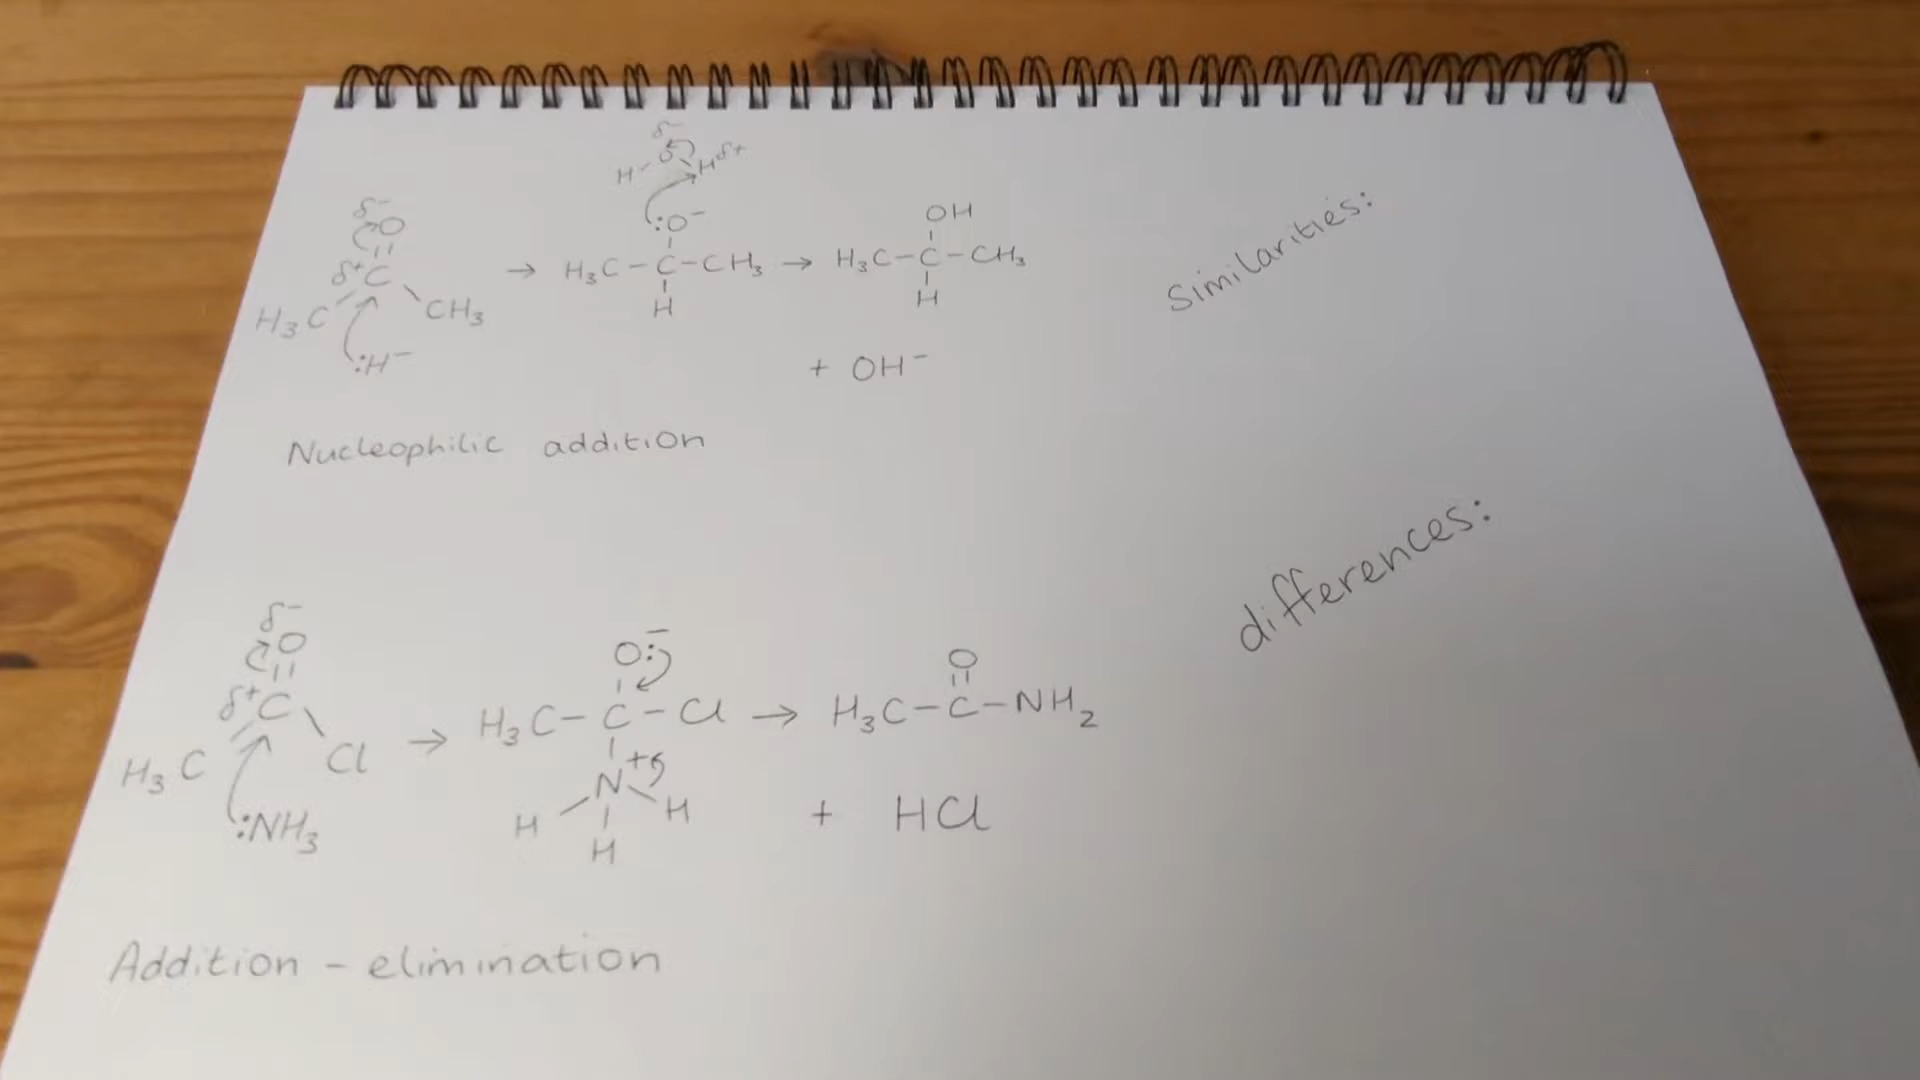 δ-
H-O-H δ+
δ-
O
δ+ C
H₃C CH₃
:H⁻
→
:O⁻
H₃C-C-CH₃
H
→
OH
H₃C-C-CH₃
H
+ OH⁻
Nucleophilic addition
Similarities:
differences:
δ-
O
δ+ C
H₃C Cl
:NH₃
→
O:⁻
H₃C-C-Cl
N+
H H H
→
O
H₃C-C-NH₂
+ HCl
Addition - elimination